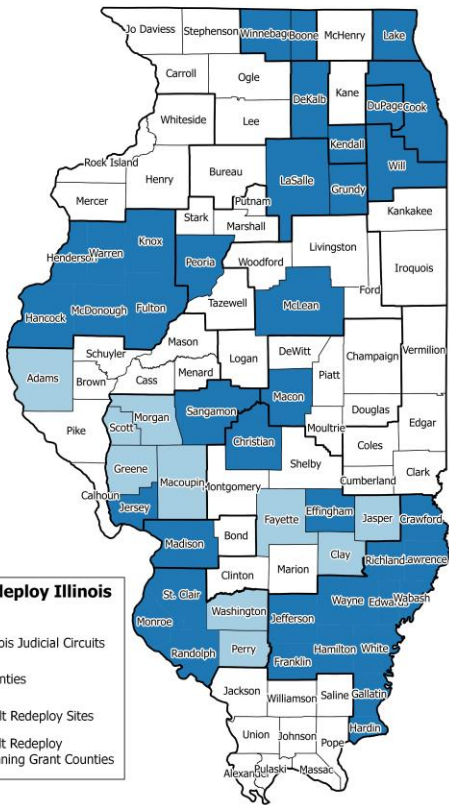 Jo Daviess Stephenson Winnebago Boone McHenry Lake
Carroll Ogle DeKalb Kane DuPage Cook
Whiteside Lee Kendall Will
Rock Island Henry Bureau LaSalle Grundy
Mercer Putnam Kankakee
Stark Marshall
Henderson Warren Knox Peoria Woodford Livingston Ford Iroquois
Hancock McDonough Fulton Tazewell McLean
Schuyler Mason Logan DeWitt Champaign Vermilion
Adams Brown Cass Menard Piatt
Pike Scott Morgan Sangamon Macon Moultrie Douglas Edgar
Christian Coles
Greene Macoupin Montgomery Shelby Cumberland Clark
Calhoun Jersey Fayette Effingham Jasper Crawford
Madison Bond Clay Richland Lawrence
Clinton Marion
St. Clair Washington Jefferson Wayne Edwards Wabash
Monroe Randolph Perry Franklin Hamilton White
Jackson Williamson Saline Gallatin
Hardin
Union Johnson Pope
Alexander Pulaski Massac
deploy Illinois
ois Judicial Circuits
nties
lt Redeploy Sites
lt Redeploy
nning Grant Counties